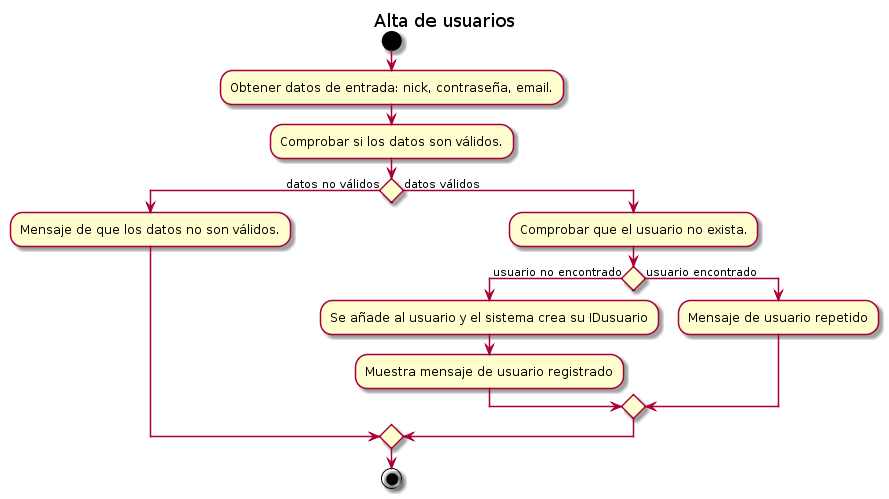 Alta de usuarios
Obtener datos de entrada: nick, contraseña, email.
Comprobar si los datos son válidos.
datos no válidos
datos válidos
Mensaje de que los datos no son válidos.
Comprobar que el usuario no exista.
usuario no encontrado
usuario encontrado
Se añade al usuario y el sistema crea su IDusuario
Mensaje de usuario repetido
Muestra mensaje de usuario registrado